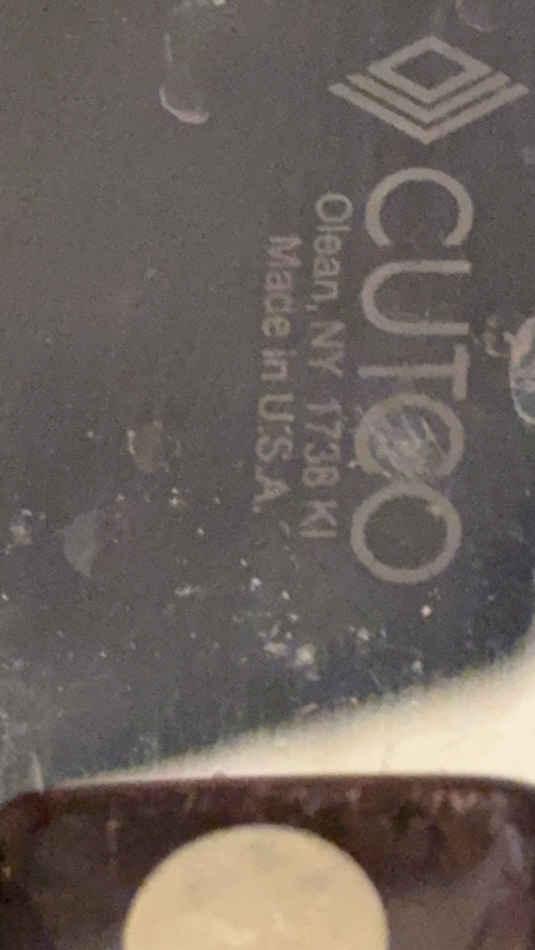 CUTCO
Olean, NY 1738 KI
Made in U.S.A.